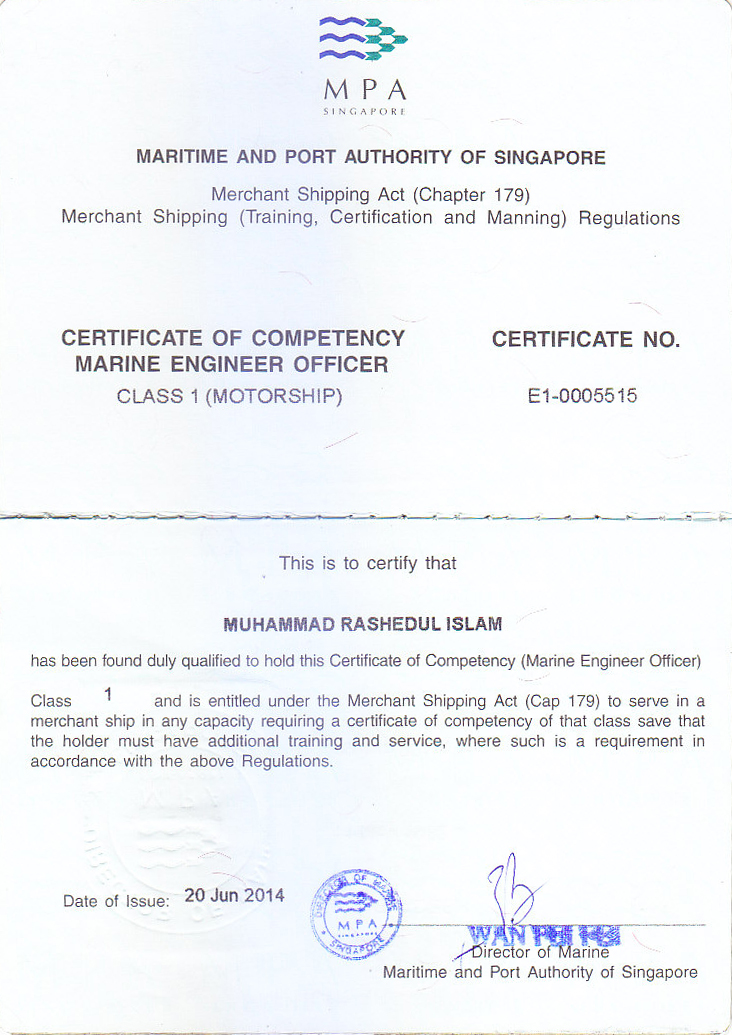 MPA
SINGAPORE
MARITIME AND PORT AUTHORITY OF SINGAPORE
Merchant Shipping Act (Chapter 179)
Merchant Shipping (Training, Certification and Manning) Regulations
CERTIFICATE OF COMPETENCY
MARINE ENGINEER OFFICER
CLASS 1 (MOTORSHIP)
CERTIFICATE NO.
E1-0005515
This is to certify that
MUHAMMAD RASHEDUL ISLAM
has been found duly qualified to hold this Certificate of Competency (Marine Engineer Officer)
Class 1 and is entitled under the Merchant Shipping Act (Cap 179) to serve in a
merchant ship in any capacity requiring a certificate of competency of that class save that
the holder must have additional training and service, where such is a requirement in
accordance with the above Regulations.
Date of Issue: 20 Jun 2014
DIRECTOR OF MARINE
MPA
SINGAPORE
SINGAPORE
WAN
Director of Marine
Maritime and Port Authority of Singapore